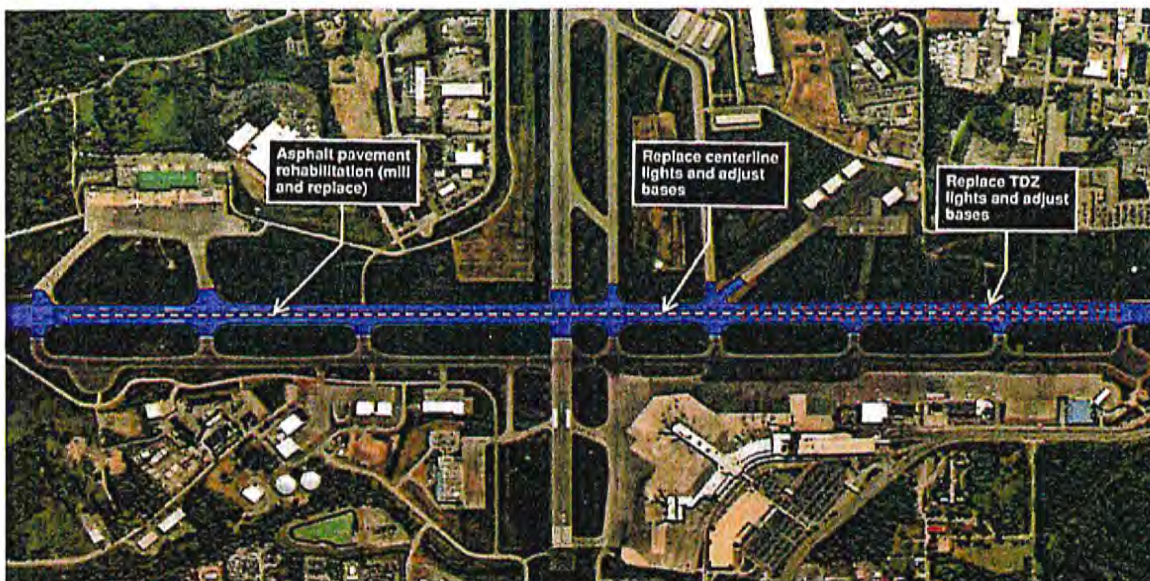 Asphalt pavement
rehabilitation (mill
and replace)
Replace centerline
lights and adjust
bases
Replace TDZ
lights and adjust
bases